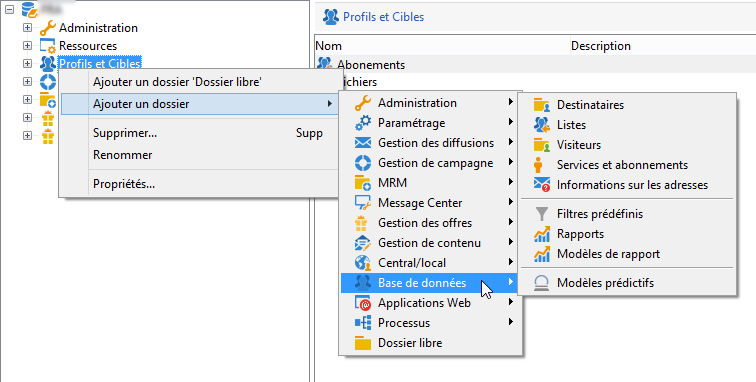 Administration
Ressources
Profils et Cibles
Profils et Cibles
Nom Description
Abonements
ichiers
Ajouter un dossier 'Dossier libre'
Ajouter un dossier
Supprimer... Supp
Renommer
Propriétés...
Administration
Paramétrage
Gestion des diffusions
Gestion de campagne
MRM
Message Center
Gestion des offres
Gestion de contenu
Central/local
Base de données
Applications Web
Processus
Dossier libre
Destinataires
Listes
Visiteurs
Services et abonnements
Informations sur les adresses
Filtres prédéfinis
Rapports
Modèles de rapport
Modèles prédictifs